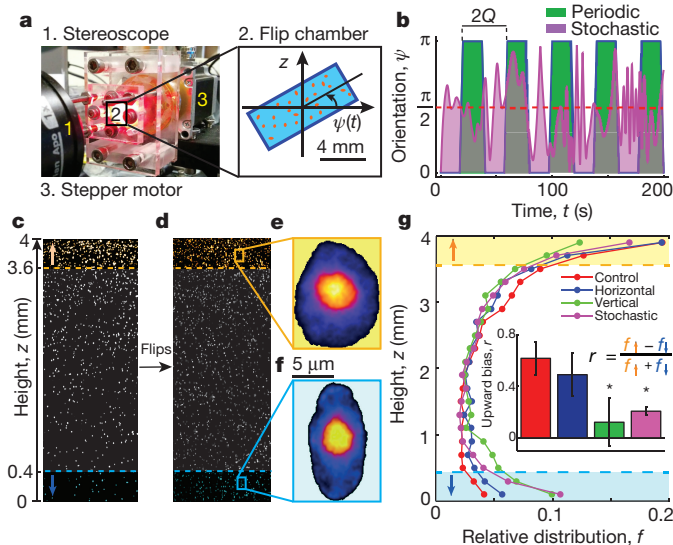 a
1. Stereoscope
2. Flip chamber
1
2
3
an Apo
z
ψ(t)
4 mm
3. Stepper motor
b
2Q
Periodic
Stochastic
Orientation, ψ
π
π
2
0
0
100
200
Time, t (s)
c
d
e
4
3.6
Height, z (mm)
Flips
0.4
0
f
5 μm
g
4
3
2
1
0
Height, z (mm)
Control
Horizontal
Vertical
Stochastic
0.8
0.4
0
Upward bias, r
r = f↑ − f↓
f↑ + f↓
*
*
0
0.1
0.2
Relative distribution, f